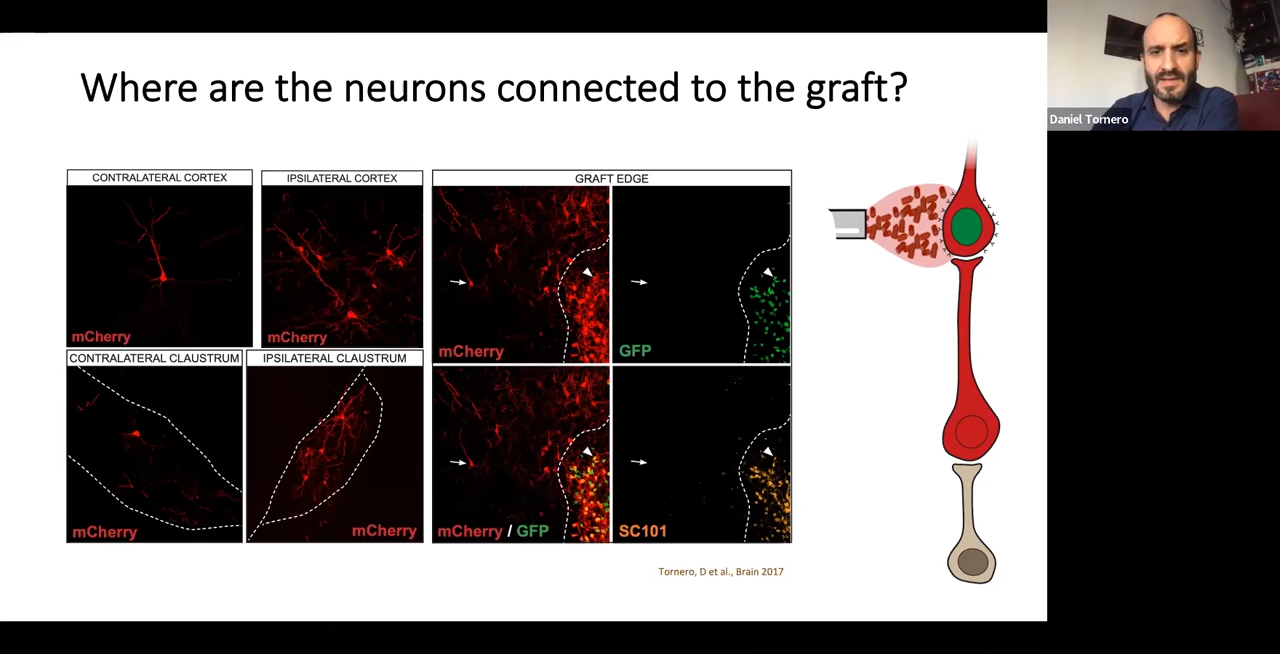 Where are the neurons connected to the graft?
Daniel Tornero
CONTRALATERAL CORTEX
IPSILATERAL CORTEX
GRAFT EDGE
mCherry
mCherry
mCherry
GFP
CONTRALATERAL CLAUSTRUM
IPSILATERAL CLAUSTRUM
mCherry
mCherry
mCherry / GFP
SC101
Tornero, D et al., Brain 2017